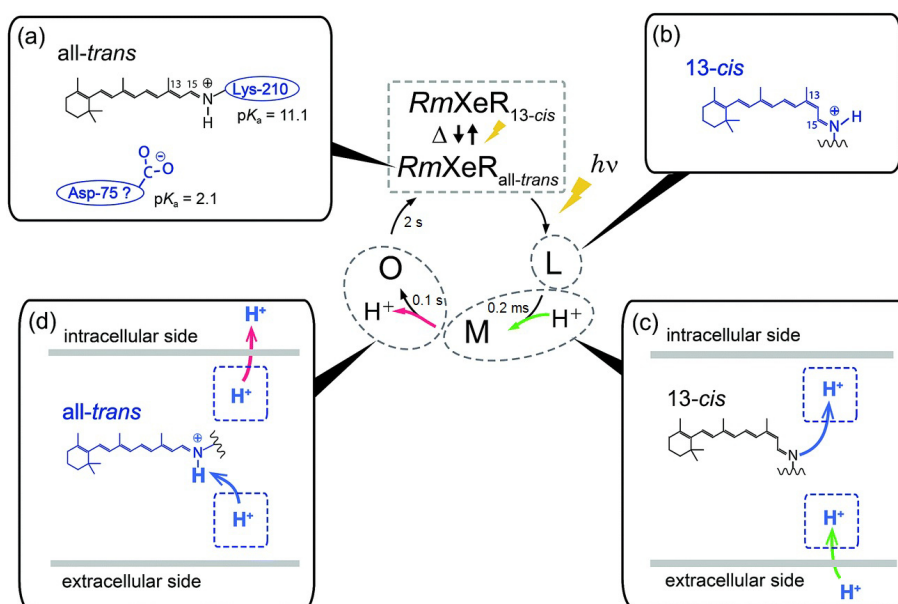 (a)
all-trans
13 15
⊕
N
H
Lys-210
pKa = 11.1
O ⊖
C
O
Asp-75 ?
pKa = 2.1
RmXeR13-cis
Δ
RmXeRall-trans
hν
2 s
L
0.2 ms
H+
M
0.1 s
H+
O
(b)
13-cis
13
15
⊕
N H
(d)
H+
intracellular side
H+
all-trans
⊕
N
H
H+
extracellular side
(c)
intracellular side
H+
13-cis
N
H+
extracellular side
H+